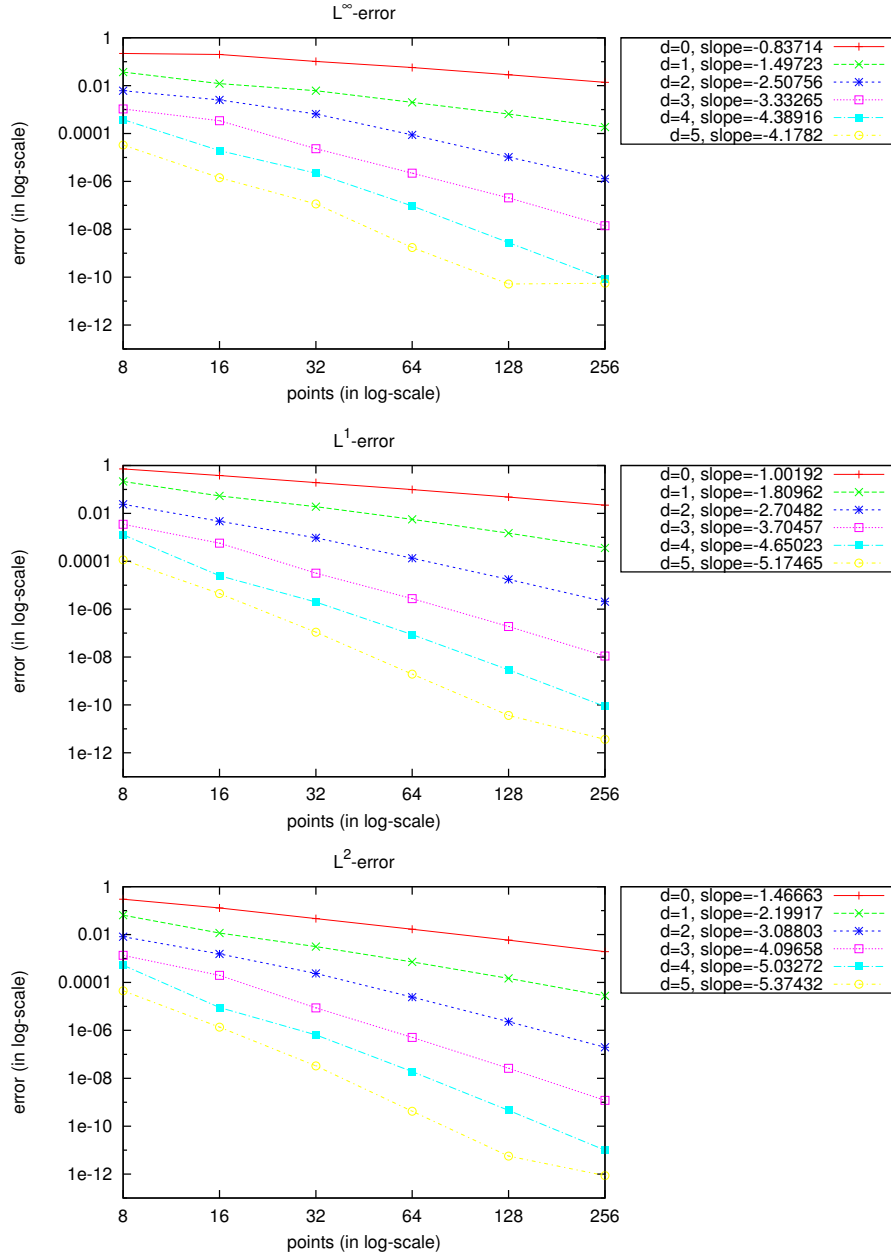 L∞-error
error (in log-scale)
1
0.01
0.0001
1e-06
1e-08
1e-10
1e-12
8 16 32 64 128 256
points (in log-scale)
d=0, slope=-0.83714
d=1, slope=-1.49723
d=2, slope=-2.50756
d=3, slope=-3.33265
d=4, slope=-4.38916
d=5, slope=-4.1782
L1-error
error (in log-scale)
1
0.01
0.0001
1e-06
1e-08
1e-10
1e-12
8 16 32 64 128 256
points (in log-scale)
d=0, slope=-1.00192
d=1, slope=-1.80962
d=2, slope=-2.70482
d=3, slope=-3.70457
d=4, slope=-4.65023
d=5, slope=-5.17465
L2-error
error (in log-scale)
1
0.01
0.0001
1e-06
1e-08
1e-10
1e-12
8 16 32 64 128 256
points (in log-scale)
d=0, slope=-1.46663
d=1, slope=-2.19917
d=2, slope=-3.08803
d=3, slope=-4.09658
d=4, slope=-5.03272
d=5, slope=-5.37432